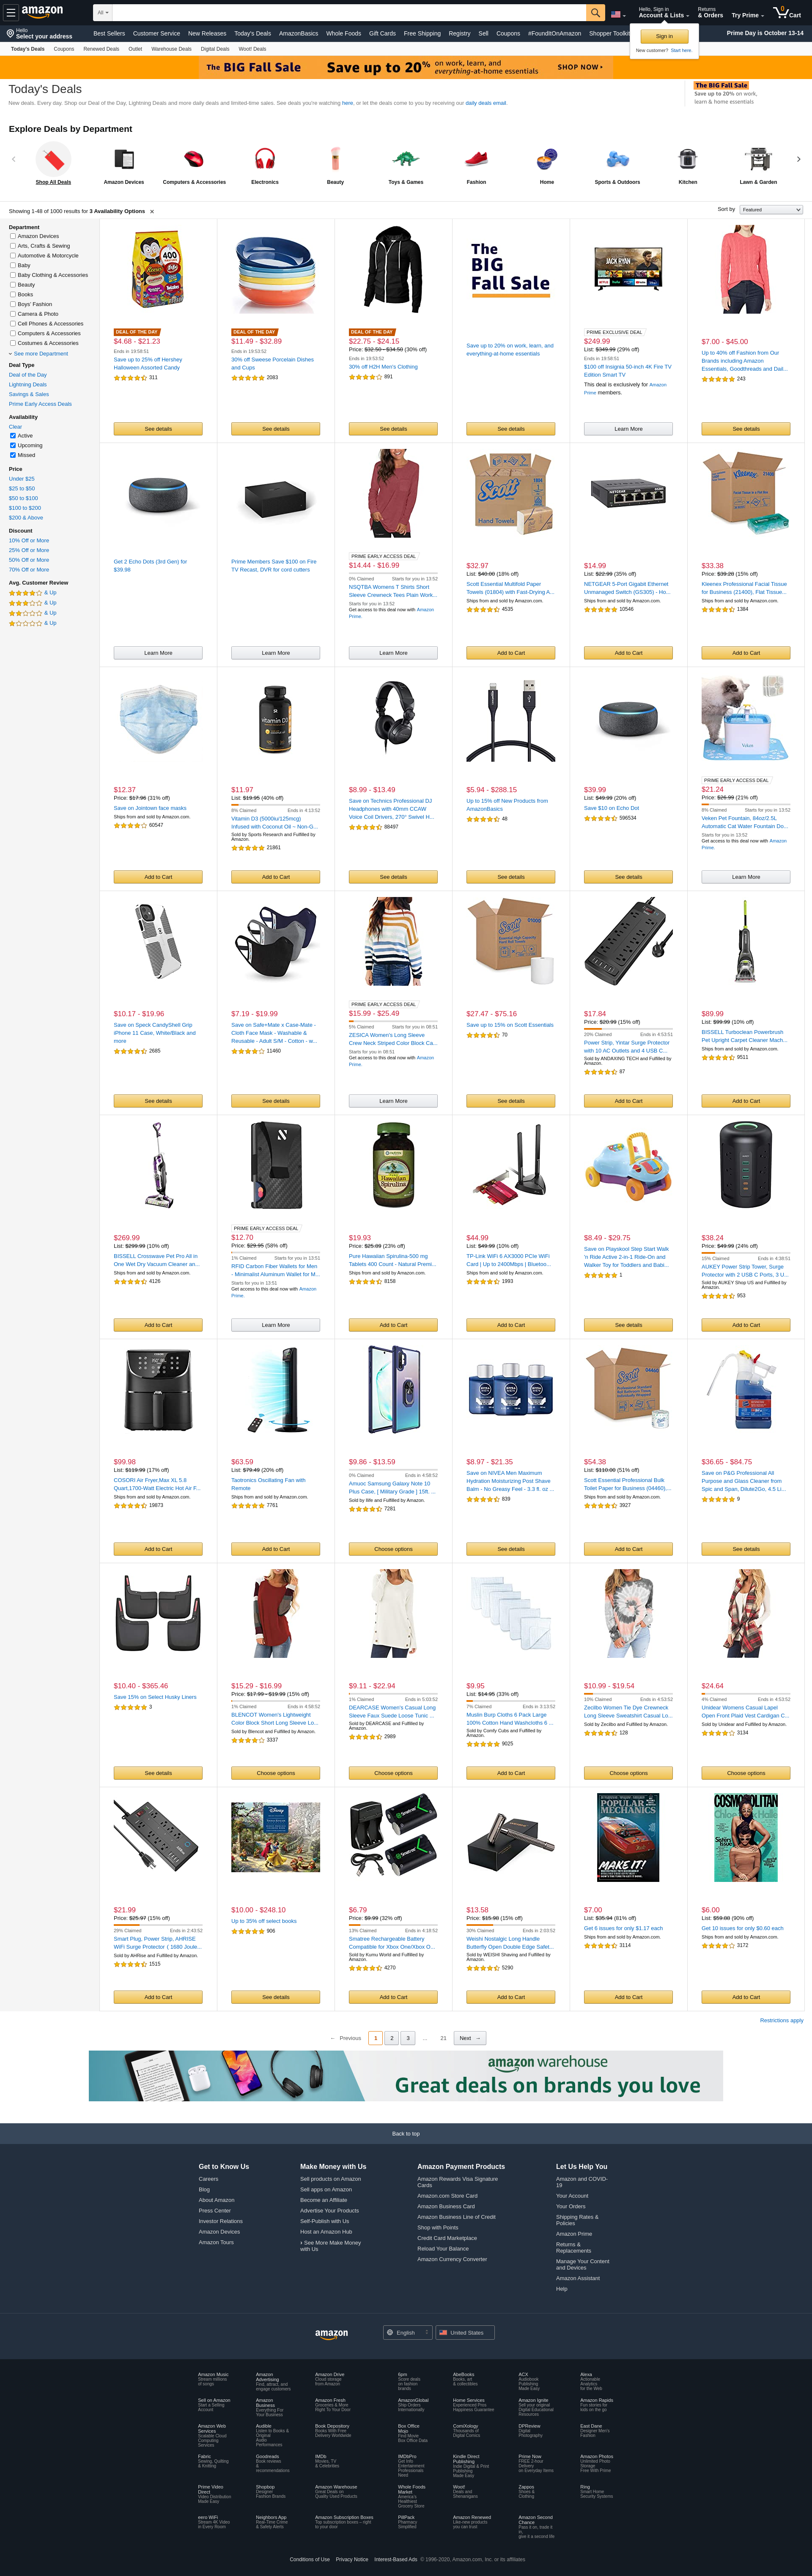 amazon
All
Hello, Sign in
Account & Lists
Returns
& Orders
Try Prime
0
Cart
Hello
Select your address
Best Sellers Customer Service New Releases Today's Deals AmazonBasics Whole Foods Gift Cards Free Shipping Registry Sell Coupons #FoundItOnAmazon Shopper Toolkit
Prime Day is October 13-14
Sign in
New customer? Start here.
Today's Deals Coupons Renewed Deals Outlet Warehouse Deals Digital Deals Woot! Deals
The BIG Fall Sale Save up to 20% on work, learn, and everything-at-home essentials SHOP NOW
Today's Deals
New deals. Every day. Shop our Deal of the Day, Lightning Deals and more daily deals and limited-time sales. See deals you're watching here, or let the deals come to you by receiving our daily deals email.
The BIG Fall Sale
Save up to 20% on work,
learn & home essentials
Explore Deals by Department
Shop All Deals
Amazon Devices
Computers & Accessories
Electronics
Beauty
Toys & Games
Fashion
Home
Sports & Outdoors
Kitchen
Lawn & Garden
Showing 1-48 of 1000 results for 3 Availability Options
Sort by Featured
Department
Amazon Devices
Arts, Crafts & Sewing
Automotive & Motorcycle
Baby
Baby Clothing & Accessories
Beauty
Books
Boys' Fashion
Camera & Photo
Cell Phones & Accessories
Computers & Accessories
Costumes & Accessories
See more Department
Deal Type
Deal of the Day
Lightning Deals
Savings & Sales
Prime Early Access Deals
Availability
Clear
Active
Upcoming
Missed
Price
Under $25
$25 to $50
$50 to $100
$100 to $200
$200 & Above
Discount
10% Off or More
25% Off or More
50% Off or More
70% Off or More
Avg. Customer Review
& Up
& Up
& Up
& Up
DEAL OF THE DAY
$4.68 - $21.23
Ends in 19:58:51
Save up to 25% off Hershey
Halloween Assorted Candy
311
See details
DEAL OF THE DAY
$11.49 - $32.89
Ends in 19:53:52
30% off Sweese Porcelain Dishes
and Cups
2083
See details
DEAL OF THE DAY
$22.75 - $24.15
Price: $32.50 - $34.50 (30% off)
Ends in 19:53:52
30% off H2H Men's Clothing
891
See details
The
BIG
Fall Sale
Save up to 20% on work, learn, and
everything-at-home essentials
See details
PRIME EXCLUSIVE DEAL
$249.99
List: $349.99 (29% off)
Ends in 19:58:51
$100 off Insignia 50-inch 4K Fire TV
Edition Smart TV
This deal is exclusively for Amazon
Prime members.
Learn More
$7.00 - $45.00
Up to 40% off Fashion from Our
Brands including Amazon
Essentials, Goodthreads and Dail...
243
See details
Get 2 Echo Dots (3rd Gen) for
$39.98
Learn More
Prime Members Save $100 on Fire
TV Recast, DVR for cord cutters
Learn More
PRIME EARLY ACCESS DEAL
$14.44 - $16.99
0% Claimed Starts for you in 13:52
NSQTBA Womens T Shirts Short
Sleeve Crewneck Tees Plain Work...
Starts for you in 13:52
Get access to this deal now with Amazon
Prime.
Learn More
Scott
Hand Towels
$32.97
List: $40.00 (18% off)
Scott Essential Multifold Paper
Towels (01804) with Fast-Drying A...
Ships from and sold by Amazon.com.
4535
Add to Cart
NETGEAR
$14.99
List: $22.99 (35% off)
NETGEAR 5-Port Gigabit Ethernet
Unmanaged Switch (GS305) - Ho...
Ships from and sold by Amazon.com.
10546
Add to Cart
Kleenex
21400
$33.38
Price: $39.28 (15% off)
Kleenex Professional Facial Tissue
for Business (21400), Flat Tissue...
Ships from and sold by Amazon.com.
1384
Add to Cart
$12.37
Price: $17.96 (31% off)
Save on Jointown face masks
Ships from and sold by Amazon.com.
60547
Add to Cart
vitamin D3
$11.97
List: $19.95 (40% off)
8% Claimed Ends in 4:13:52
Vitamin D3 (5000iu/125mcg)
Infused with Coconut Oil ~ Non-G...
Sold by Sports Research and Fulfilled by
Amazon.
21861
Add to Cart
$8.99 - $13.49
Save on Technics Professional DJ
Headphones with 40mm CCAW
Voice Coil Drivers, 270° Swivel H...
88497
See details
$5.94 - $288.15
Up to 15% off New Products from
AmazonBasics
48
See details
$39.99
List: $49.99 (20% off)
Save $10 on Echo Dot
596534
See details
PRIME EARLY ACCESS DEAL
$21.24
Price: $26.99 (21% off)
8% Claimed Starts for you in 13:52
Veken Pet Fountain, 84oz/2.5L
Automatic Cat Water Fountain Do...
Starts for you in 13:52
Get access to this deal now with Amazon
Prime.
Learn More
$10.17 - $19.96
Save on Speck CandyShell Grip
iPhone 11 Case, White/Black and
more
2685
See details
$7.19 - $19.99
Save on Safe+Mate x Case-Mate -
Cloth Face Mask - Washable &
Reusable - Adult S/M - Cotton - w...
11460
See details
PRIME EARLY ACCESS DEAL
$15.99 - $25.49
5% Claimed Starts for you in 08:51
ZESICA Women's Long Sleeve
Crew Neck Striped Color Block Ca...
Starts for you in 08:51
Get access to this deal now with Amazon
Prime.
Learn More
Scott
$27.47 - $75.16
Save up to 15% on Scott Essentials
70
See details
$17.84
Price: $20.99 (15% off)
20% Claimed Ends in 4:53:51
Power Strip, Yintar Surge Protector
with 10 AC Outlets and 4 USB C...
Sold by ANDAXING TECH and Fulfilled by
Amazon.
87
Add to Cart
$89.99
List: $99.99 (10% off)
BISSELL Turboclean Powerbrush
Pet Upright Carpet Cleaner Mach...
Ships from and sold by Amazon.com.
9511
Add to Cart
$269.99
List: $299.99 (10% off)
BISSELL Crosswave Pet Pro All in
One Wet Dry Vacuum Cleaner an...
Ships from and sold by Amazon.com.
4126
Add to Cart
PRIME EARLY ACCESS DEAL
$12.70
Price: $29.95 (58% off)
1% Claimed Starts for you in 13:51
RFID Carbon Fiber Wallets for Men
- Minimalist Aluminum Wallet for M...
Starts for you in 13:51
Get access to this deal now with Amazon
Prime.
Learn More
Hawaiian Spirulina
$19.93
Price: $25.89 (23% off)
Pure Hawaiian Spirulina-500 mg
Tablets 400 Count - Natural Premi...
Ships from and sold by Amazon.com.
8158
Add to Cart
$44.99
List: $49.99 (10% off)
TP-Link WiFi 6 AX3000 PCIe WiFi
Card | Up to 2400Mbps | Bluetoo...
Ships from and sold by Amazon.com.
1993
Add to Cart
$8.49 - $29.75
Save on Playskool Step Start Walk
'n Ride Active 2-in-1 Ride-On and
Walker Toy for Toddlers and Babi...
1
See details
$38.24
Price: $49.99 (24% off)
15% Claimed Ends in 4:38:51
AUKEY Power Strip Tower, Surge
Protector with 2 USB C Ports, 3 U...
Sold by AUKEY Shop US and Fulfilled by
Amazon.
953
Add to Cart
$99.98
List: $119.99 (17% off)
COSORI Air Fryer,Max XL 5.8
Quart,1700-Watt Electric Hot Air F...
Ships from and sold by Amazon.com.
19873
Add to Cart
$63.59
List: $79.49 (20% off)
Taotronics Oscillating Fan with
Remote
Ships from and sold by Amazon.com.
7761
Add to Cart
$9.86 - $13.59
0% Claimed Ends in 4:58:52
Amuoc Samsung Galaxy Note 10
Plus Case, [ Military Grade ] 15ft. ...
Sold by illife and Fulfilled by Amazon.
7281
Choose options
NIVEA NIVEA NIVEA
$8.97 - $21.35
Save on NIVEA Men Maximum
Hydration Moisturizing Post Shave
Balm - No Greasy Feel - 3.3 fl. oz ...
839
See details
Scott
04460
$54.38
List: $110.00 (51% off)
Scott Essential Professional Bulk
Toilet Paper for Business (04460),...
Ships from and sold by Amazon.com.
3927
Add to Cart
$36.65 - $84.75
Save on P&G Professional All
Purpose and Glass Cleaner from
Spic and Span, Dilute2Go, 4.5 Li...
9
See details
$10.40 - $365.46
Save 15% on Select Husky Liners
3
See details
$15.29 - $16.99
Price: $17.99 - $19.99 (15% off)
1% Claimed Ends in 4:58:52
BLENCOT Women's Lightweight
Color Block Short Long Sleeve Lo...
Sold by Blencot and Fulfilled by Amazon.
3337
Choose options
$9.11 - $22.94
1% Claimed Ends in 5:03:52
DEARCASE Women's Casual Long
Sleeve Faux Suede Loose Tunic ...
Sold by DEARCASE and Fulfilled by
Amazon.
2989
Choose options
$9.95
List: $14.95 (33% off)
7% Claimed Ends in 3:13:52
Muslin Burp Cloths 6 Pack Large
100% Cotton Hand Washcloths 6 ...
Sold by Comfy Cubs and Fulfilled by
Amazon.
9025
Add to Cart
$10.99 - $19.54
10% Claimed Ends in 4:53:52
Zecilbo Women Tie Dye Crewneck
Long Sleeve Sweatshirt Casual Lo...
Sold by Zecilbo and Fulfilled by Amazon.
128
Choose options
$24.64
4% Claimed Ends in 4:53:52
Unidear Womens Casual Lapel
Open Front Plaid Vest Cardigan C...
Sold by Unidear and Fulfilled by Amazon.
3134
Choose options
$21.99
Price: $25.97 (15% off)
29% Claimed Ends in 2:43:52
Smart Plug, Power Strip, AHRISE
WiFi Surge Protector ( 1680 Joule...
Sold by AHRise and Fulfilled by Amazon.
1515
Add to Cart
Disney
$10.00 - $248.10
Up to 35% off select books
906
See details
$6.79
Price: $9.99 (32% off)
13% Claimed Ends in 4:18:52
Smatree Rechargeable Battery
Compatible for Xbox One/Xbox O...
Sold by Kumu World and Fulfilled by
Amazon.
4270
Add to Cart
$13.58
Price: $15.98 (15% off)
30% Claimed Ends in 2:03:52
Weishi Nostalgic Long Handle
Butterfly Open Double Edge Safet...
Sold by WEISHI Shaving and Fulfilled by
Amazon.
5290
Add to Cart
POPULAR MECHANICS
MAKE IT!
$7.00
List: $35.94 (81% off)
Get 6 issues for only $1.17 each
Ships from and sold by Amazon.com.
3114
Add to Cart
COSMOPOLITAN
$6.00
List: $59.88 (90% off)
Get 10 issues for only $0.60 each
Ships from and sold by Amazon.com.
3172
Add to Cart
Restrictions apply
← Previous 1 2 3 ... 21 Next →
amazon warehouse
Great deals on brands you love
Back to top
Get to Know Us
Careers
Blog
About Amazon
Press Center
Investor Relations
Amazon Devices
Amazon Tours
Make Money with Us
Sell products on Amazon
Sell apps on Amazon
Become an Affiliate
Advertise Your Products
Self-Publish with Us
Host an Amazon Hub
› See More Make Money
with Us
Amazon Payment Products
Amazon Rewards Visa Signature
Cards
Amazon.com Store Card
Amazon Business Card
Amazon Business Line of Credit
Shop with Points
Credit Card Marketplace
Reload Your Balance
Amazon Currency Converter
Let Us Help You
Amazon and COVID-
19
Your Account
Your Orders
Shipping Rates &
Policies
Amazon Prime
Returns &
Replacements
Manage Your Content
and Devices
Amazon Assistant
Help
amazon
English
United States
Amazon Music
Stream millions
of songs
Amazon
Advertising
Find, attract, and
engage customers
Amazon Drive
Cloud storage
from Amazon
6pm
Score deals
on fashion
brands
AbeBooks
Books, art
& collectibles
ACX
Audiobook
Publishing
Made Easy
Alexa
Actionable
Analytics
for the Web
Sell on Amazon
Start a Selling
Account
Amazon
Business
Everything For
Your Business
Amazon Fresh
Groceries & More
Right To Your Door
AmazonGlobal
Ship Orders
Internationally
Home Services
Experienced Pros
Happiness Guarantee
Amazon Ignite
Sell your original
Digital Educational
Resources
Amazon Rapids
Fun stories for
kids on the go
Amazon Web
Services
Scalable Cloud
Computing
Services
Audible
Listen to Books &
Original
Audio
Performances
Book Depository
Books With Free
Delivery Worldwide
Box Office
Mojo
Find Movie
Box Office Data
ComiXology
Thousands of
Digital Comics
DPReview
Digital
Photography
East Dane
Designer Men's
Fashion
Fabric
Sewing, Quilting
& Knitting
Goodreads
Book reviews
&
recommendations
IMDb
Movies, TV
& Celebrities
IMDbPro
Get Info
Entertainment
Professionals
Need
Kindle Direct
Publishing
Indie Digital & Print
Publishing
Made Easy
Prime Now
FREE 2-hour
Delivery
on Everyday Items
Amazon Photos
Unlimited Photo
Storage
Free With Prime
Prime Video
Direct
Video Distribution
Made Easy
Shopbop
Designer
Fashion Brands
Amazon Warehouse
Great Deals on
Quality Used Products
Whole Foods
Market
America's
Healthiest
Grocery Store
Woot!
Deals and
Shenanigans
Zappos
Shoes &
Clothing
Ring
Smart Home
Security Systems
eero WiFi
Stream 4K Video
in Every Room
Neighbors App
Real-Time Crime
& Safety Alerts
Amazon Subscription Boxes
Top subscription boxes – right
to your door
PillPack
Pharmacy
Simplified
Amazon Renewed
Like-new products
you can trust
Amazon Second
Chance
Pass it on, trade it
in,
give it a second life
Conditions of Use Privacy Notice Interest-Based Ads © 1996-2020, Amazon.com, Inc. or its affiliates